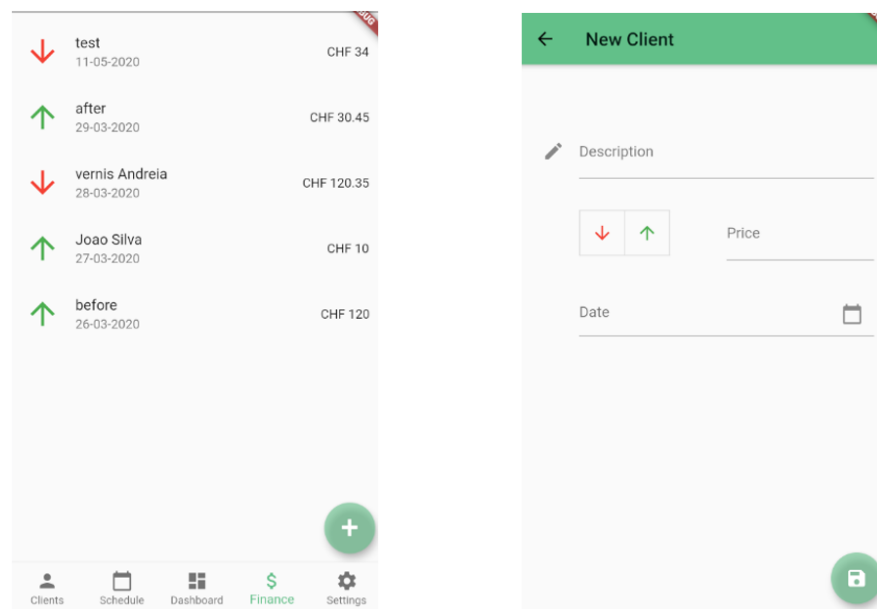 test
11-05-2020
CHF 34
after
29-03-2020
CHF 30.45
vernis Andreia
28-03-2020
CHF 120.35
Joao Silva
27-03-2020
CHF 10
before
26-03-2020
CHF 120
Clients
Schedule
Dashboard
Finance
Settings
New Client
Description
Price
Date